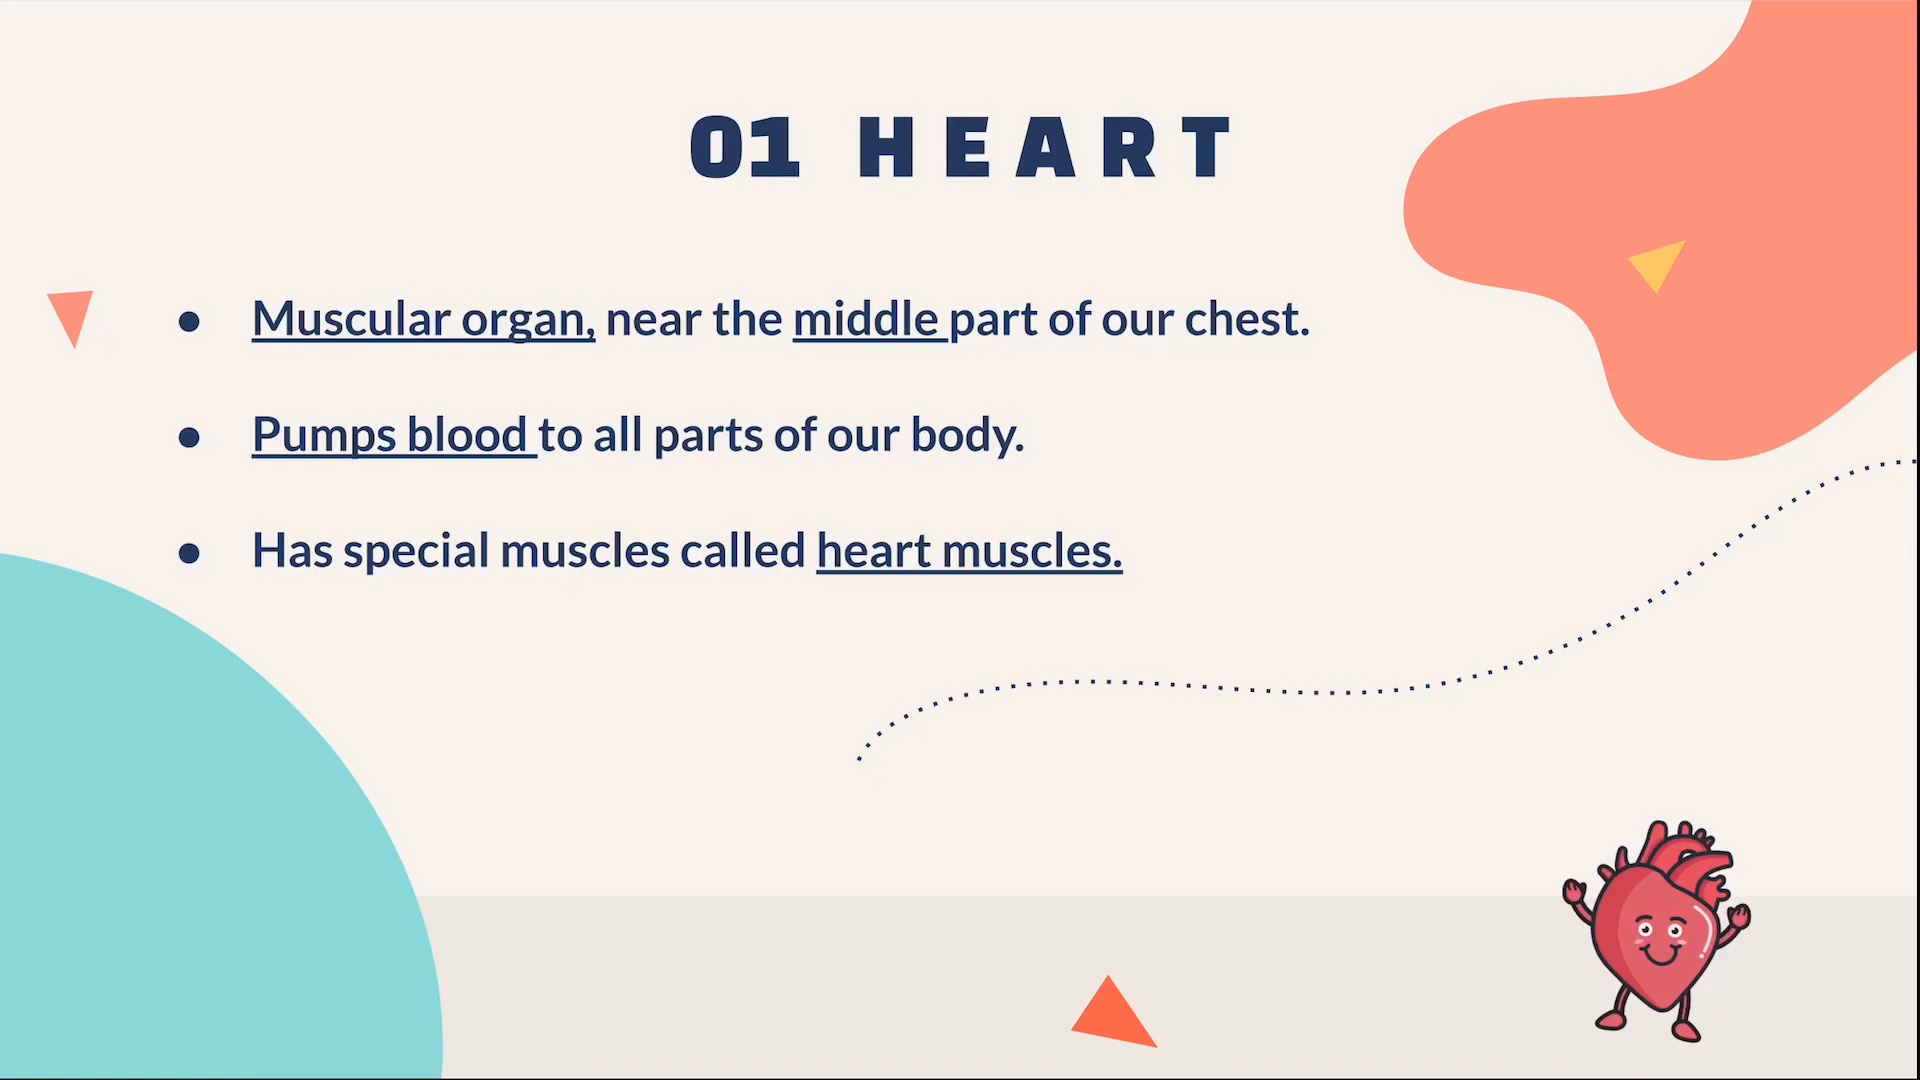 01 HEART
● Muscular organ, near the middle part of our chest.
● Pumps blood to all parts of our body.
● Has special muscles called heart muscles.